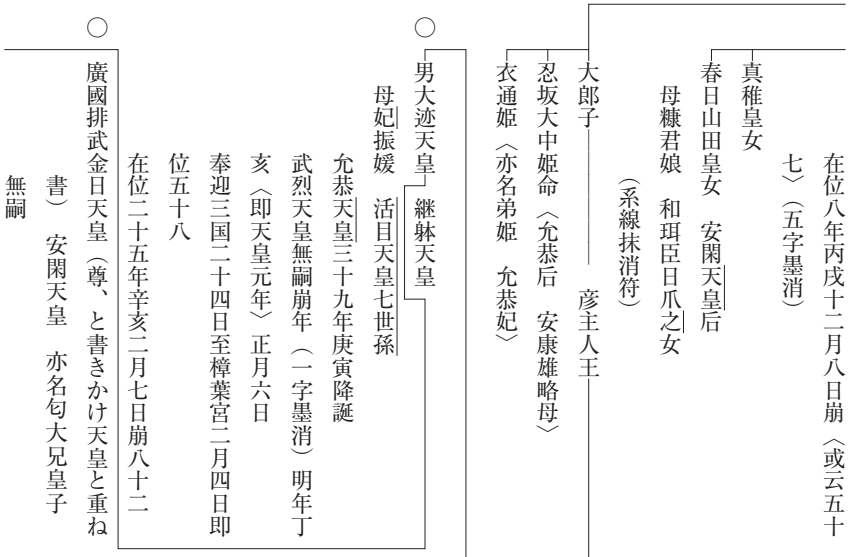 在位八年丙戌十二月八日崩〈或云五十
七〉（五字墨消）
真稚皇女
春日山田皇女　安閑天皇后
母糠君娘　和珥臣日爪之女
（系線抹消符）
大郎子　彦主人王
忍坂大中姫命〈允恭后　安康雄略母〉
衣通姫〈亦名弟姫　允恭妃〉
○　男大迹天皇　継躰天皇
母妃振媛　活目天皇七世孫
允恭天皇三十九年庚寅降誕
武烈天皇無嗣崩年（一字墨消）明年丁
亥〈即天皇元年〉正月六日
奉迎三国二十四日至樟葉宮二月四日即
位五十八
在位二十五年辛亥二月七日崩八十二
○　廣國排武金日天皇（尊、と書きかけ天皇と重ね
書）　安閑天皇　亦名匂大兄皇子
無嗣